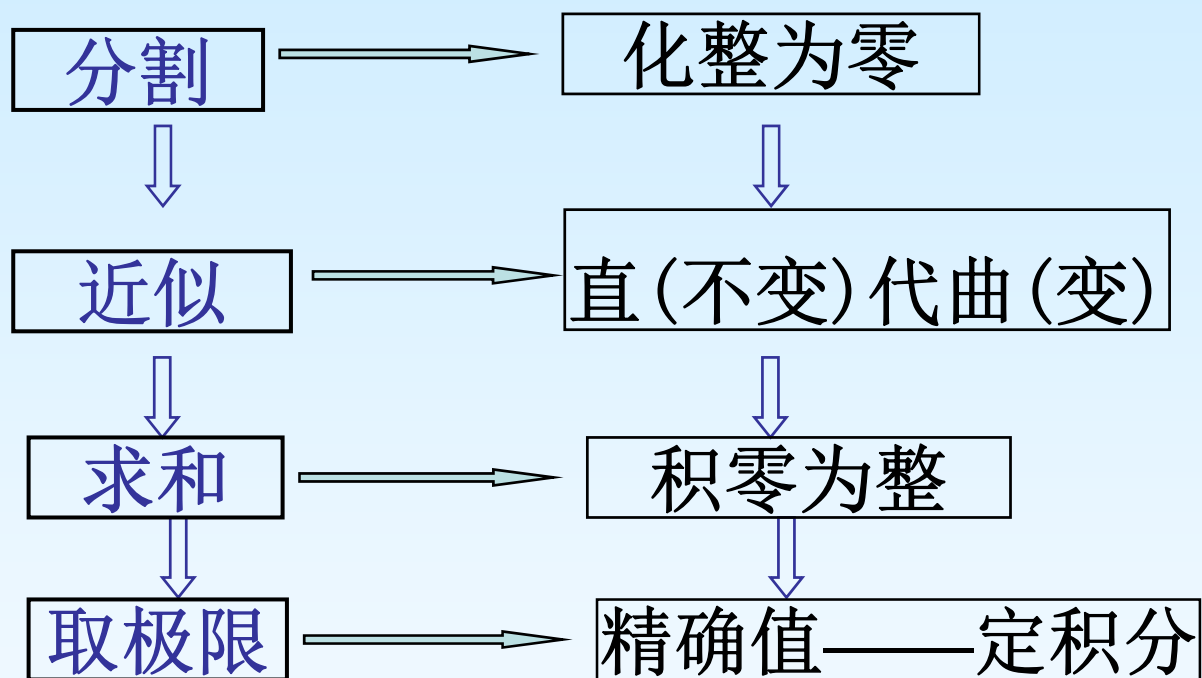 分割
化整为零
近似
直(不变)代曲(变)
求和
积零为整
取极限
精确值——定积分